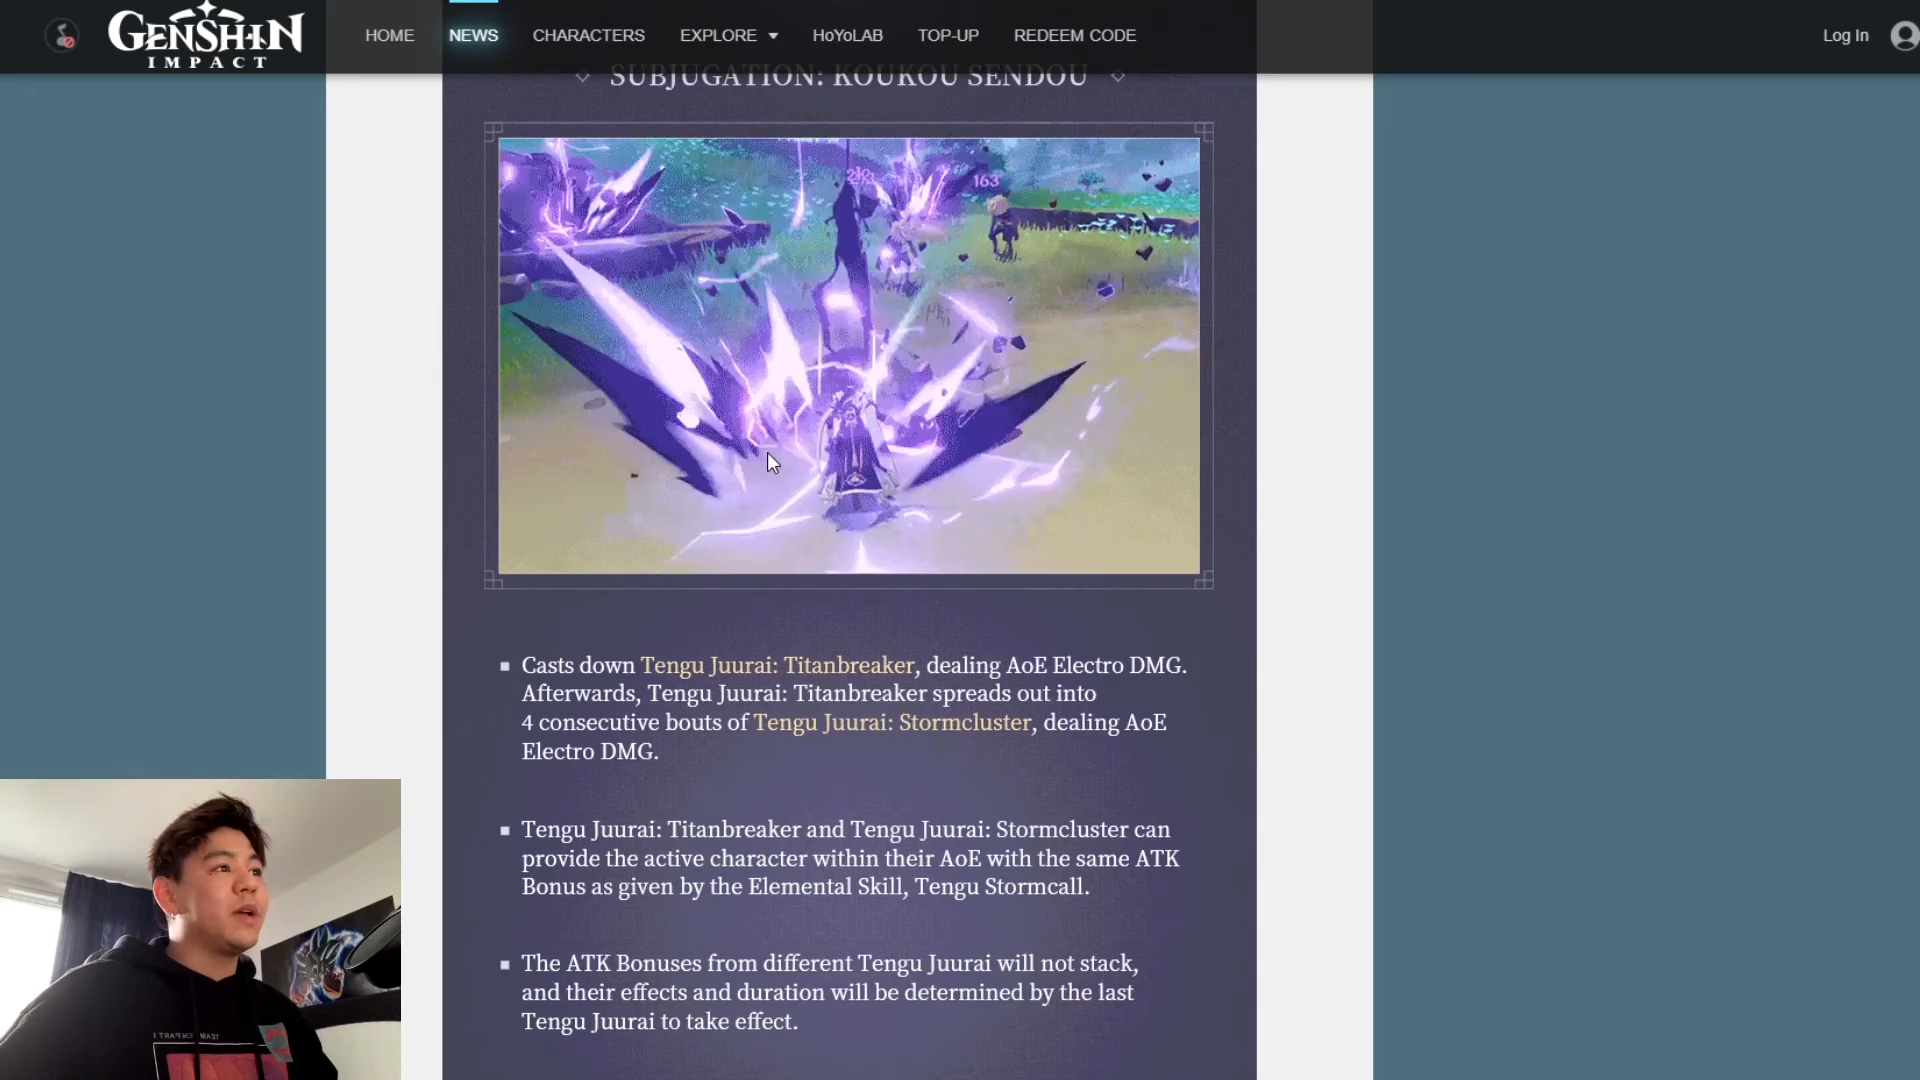 GENSHIN
IMPACT
HOME
NEWS
CHARACTERS
EXPLORE
HoYoLAB
TOP-UP
REDEEM CODE
Log In
SUBJUGATION: KOUKOU SENDOU
163
Casts down Tengu Juurai: Titanbreaker, dealing AoE Electro DMG.
Afterwards, Tengu Juurai: Titanbreaker spreads out into
4 consecutive bouts of Tengu Juurai: Stormcluster, dealing AoE
Electro DMG.
Tengu Juurai: Titanbreaker and Tengu Juurai: Stormcluster can
provide the active character within their AoE with the same ATK
Bonus as given by the Elemental Skill, Tengu Stormcall.
The ATK Bonuses from different Tengu Juurai will not stack,
and their effects and duration will be determined by the last
Tengu Juurai to take effect.